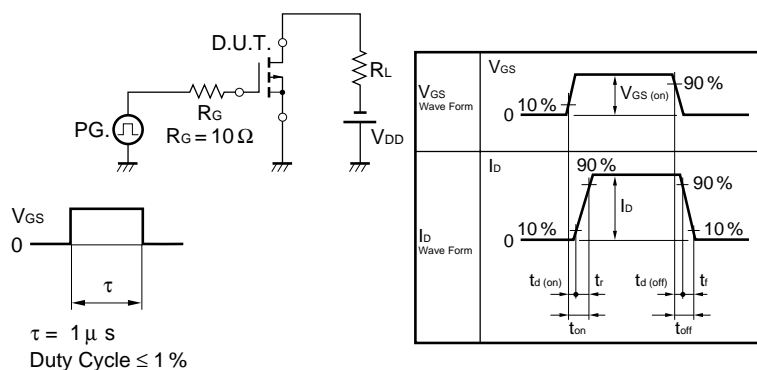 D.U.T.
RL
RG
PG.
RG = 10 Ω
VDD
VGS
0
τ
τ = 1 µ s
Duty Cycle ≤ 1 %
VGS
Wave Form
VGS
10 %
0
VGS (on)
90 %
ID
Wave Form
ID
90 %
90 %
ID
10 %
10 %
0
td (on)
tr
td (off)
tf
ton
toff